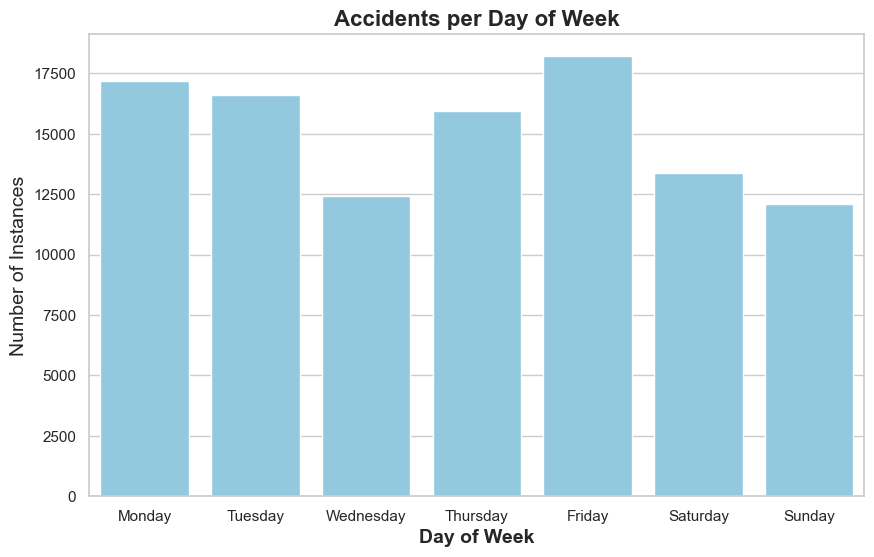 Accidents per Day of Week
Number of Instances
17500
15000
12500
10000
7500
5000
2500
0
Monday Tuesday Wednesday Thursday Friday Saturday Sunday
Day of Week